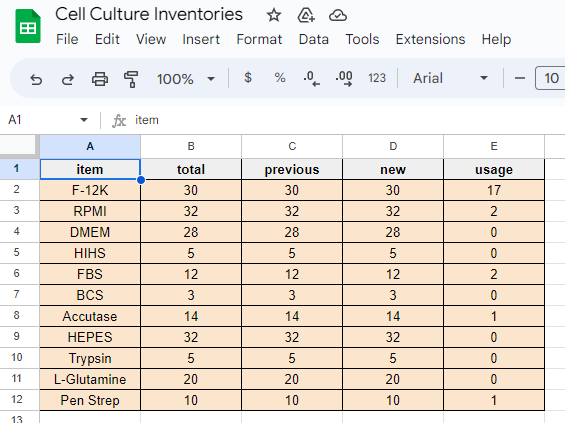 Cell Culture Inventories
File Edit View Insert Format Data Tools Extensions Help
100% $ % .0 .00 123 Arial 10
A1 fx item
A B C D E
1 item total previous new usage
2 F-12K 30 30 30 17
3 RPMI 32 32 32 2
4 DMEM 28 28 28 0
5 HIHS 5 5 5 0
6 FBS 12 12 12 2
7 BCS 3 3 3 0
8 Accutase 14 14 14 1
9 HEPES 32 32 32 0
10 Trypsin 5 5 5 0
11 L-Glutamine 20 20 20 0
12 Pen Strep 10 10 10 1
13